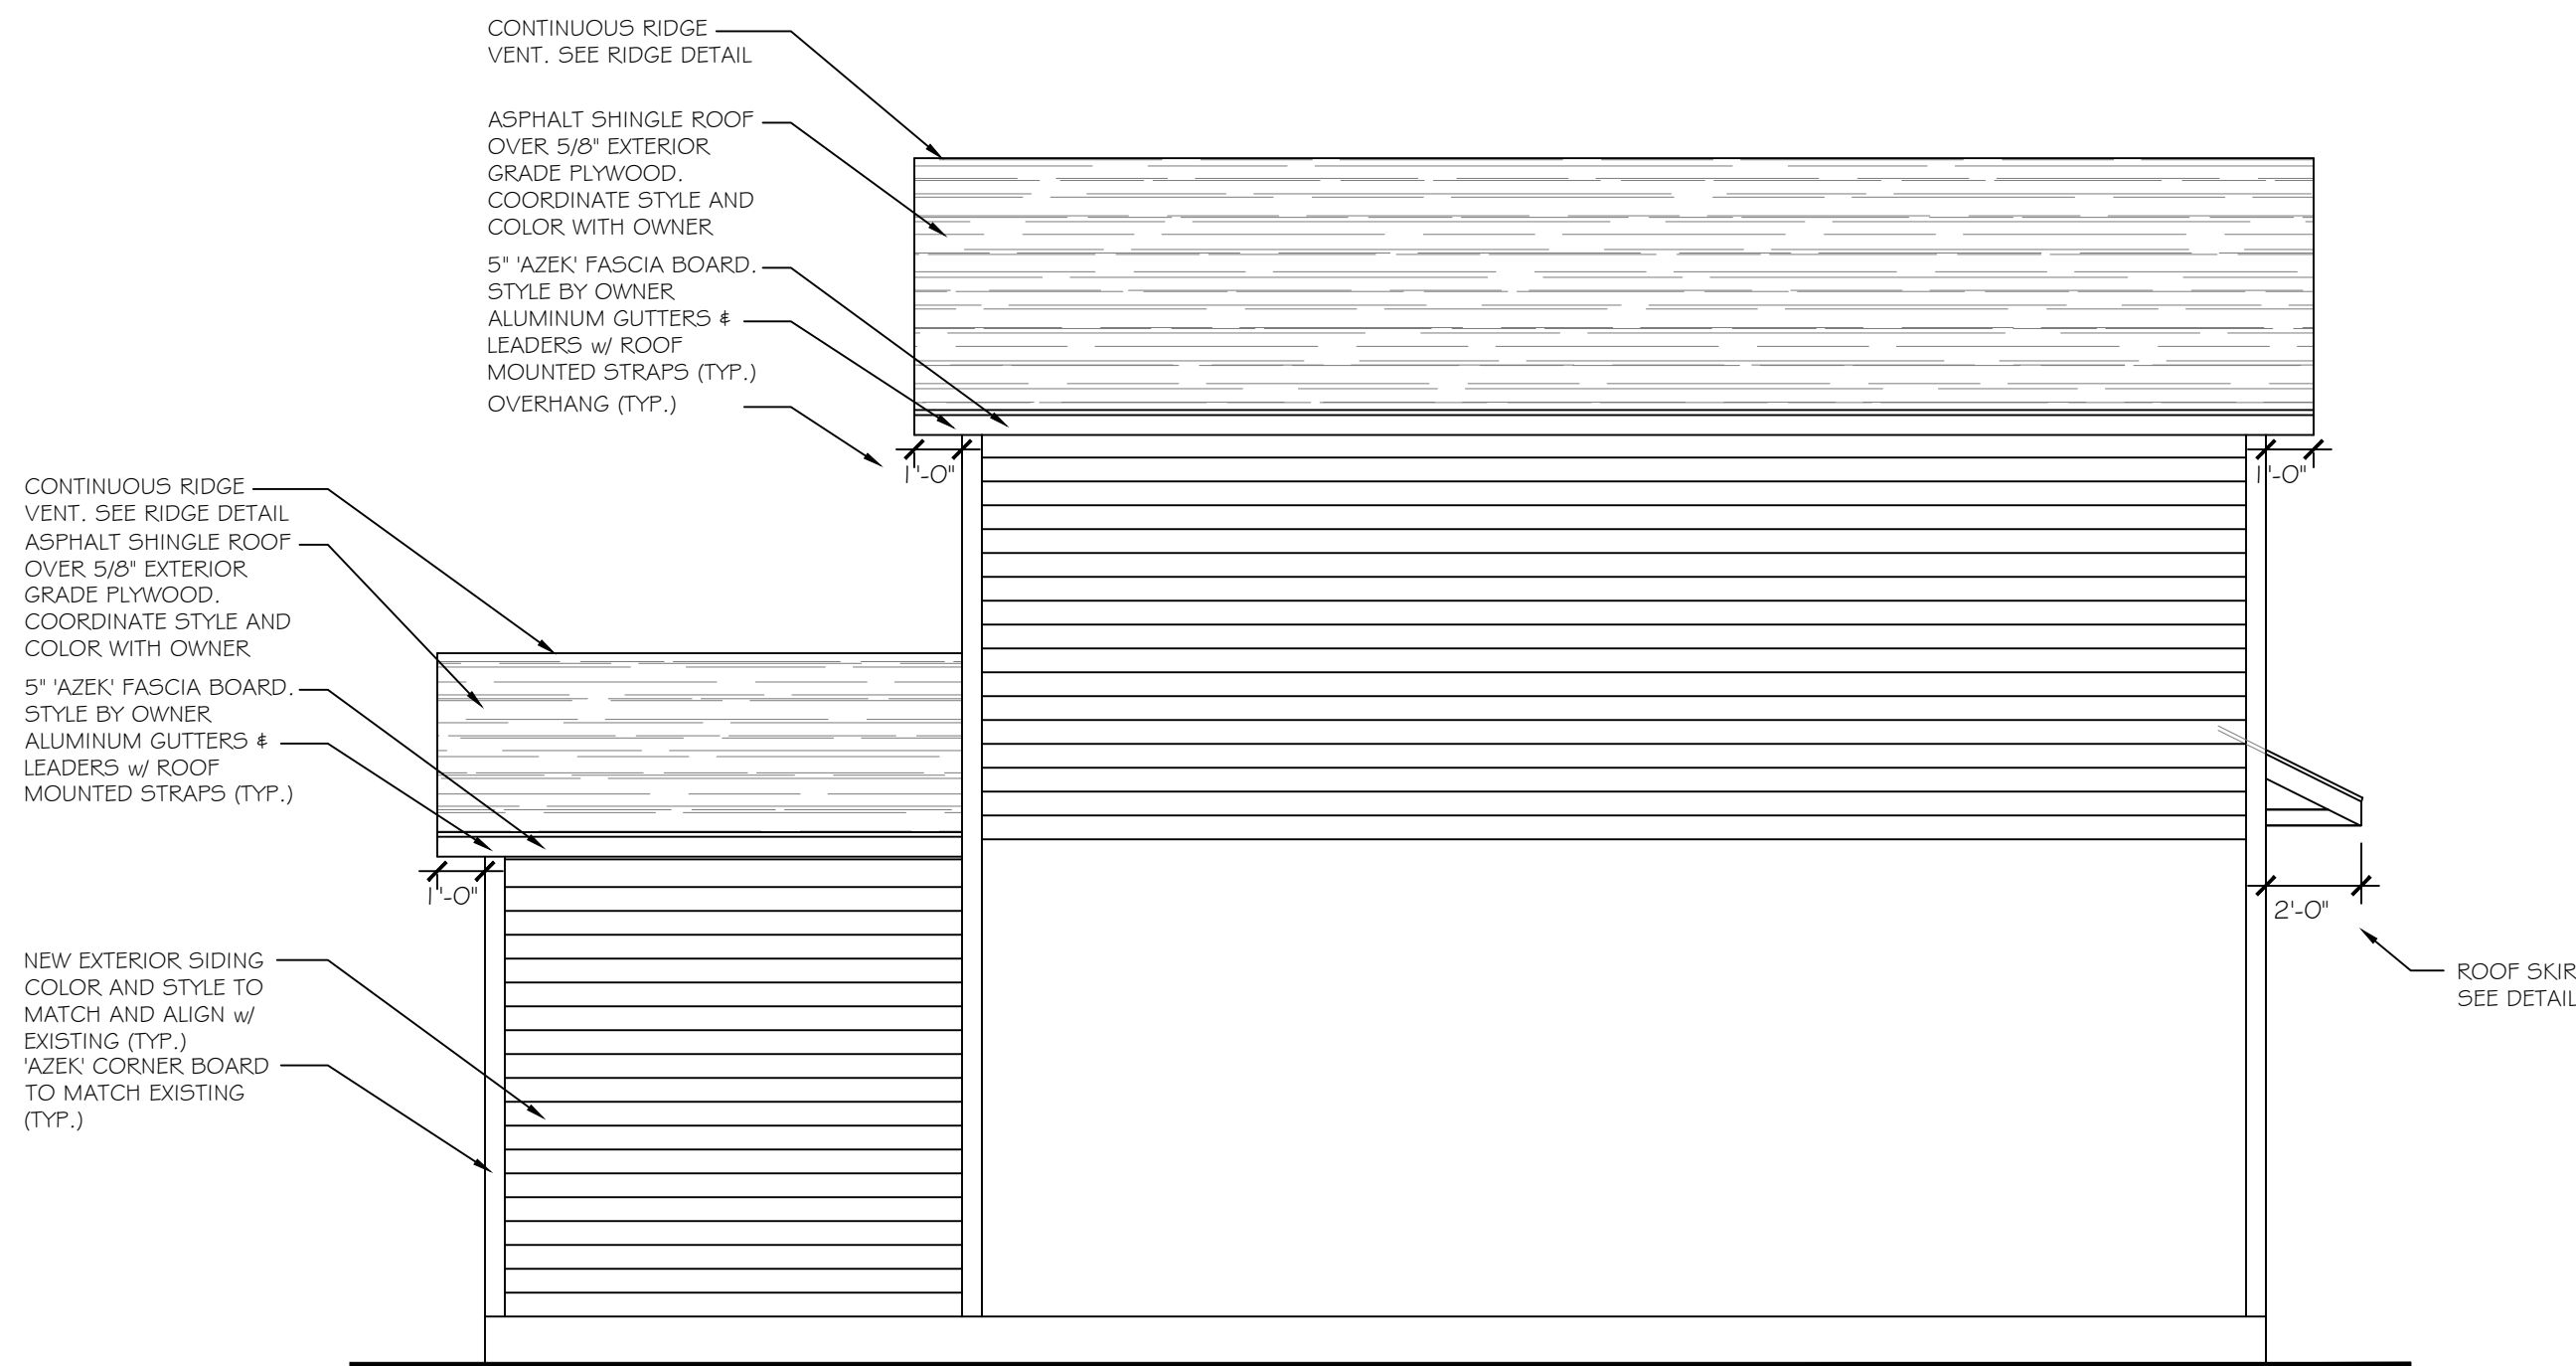 CONTINUOUS RIDGE
VENT. SEE RIDGE DETAIL
ASPHALT SHINGLE ROOF
OVER 5/8" EXTERIOR
GRADE PLYWOOD.
COORDINATE STYLE AND
COLOR WITH OWNER
5" 'AZEK' FASCIA BOARD.
STYLE BY OWNER
ALUMINUM GUTTERS &
LEADERS w/ ROOF
MOUNTED STRAPS (TYP.)
OVERHANG (TYP.)
1'-0"
1'-0"
CONTINUOUS RIDGE
VENT. SEE RIDGE DETAIL
ASPHALT SHINGLE ROOF
OVER 5/8" EXTERIOR
GRADE PLYWOOD.
COORDINATE STYLE AND
COLOR WITH OWNER
5" 'AZEK' FASCIA BOARD.
STYLE BY OWNER
ALUMINUM GUTTERS &
LEADERS w/ ROOF
MOUNTED STRAPS (TYP.)
1'-0"
2'-0"
NEW EXTERIOR SIDING
COLOR AND STYLE TO
MATCH AND ALIGN w/
EXISTING (TYP.)
'AZEK' CORNER BOARD
TO MATCH EXISTING
(TYP.)
ROOF SKIR
SEE DETAIL